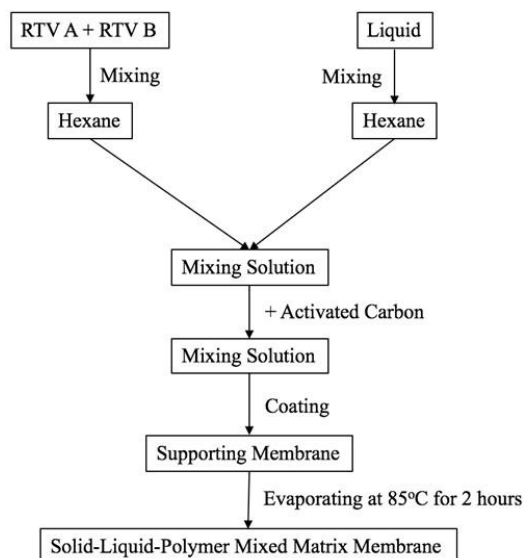 RTV A + RTV B
Liquid
Mixing
Mixing
Hexane
Hexane
Mixing Solution
+ Activated Carbon
Mixing Solution
Coating
Supporting Membrane
Evaporating at 85°C for 2 hours
Solid-Liquid-Polymer Mixed Matrix Membrane